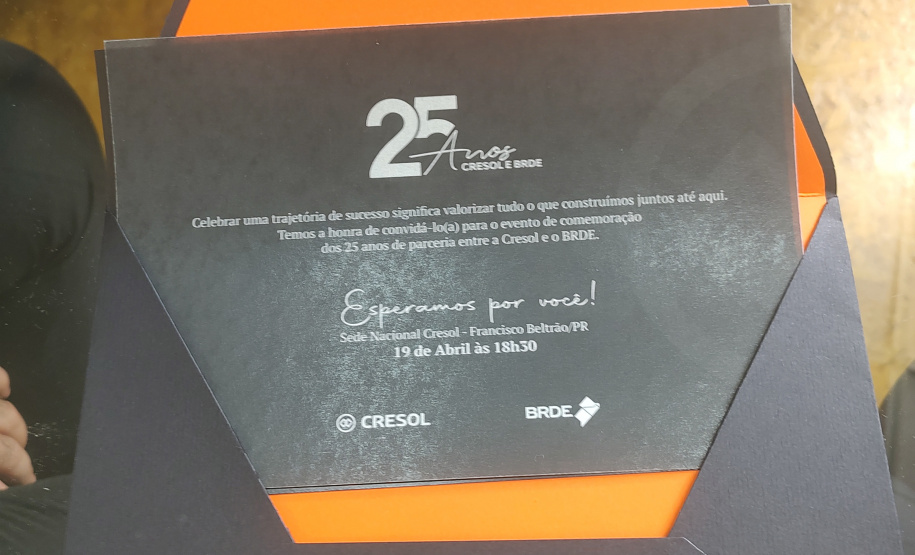 25
Anos
CRESOL E BRDE
Celebrar uma trajetória de sucesso significa valorizar tudo o que construímos juntos até aqui.
Temos a honra de convidá-lo(a) para o evento de comemoração
dos 25 anos de parceria entre a Cresol e o BRDE.
Esperamos por você!
Sede Nacional Cresol - Francisco Beltrão/PR
19 de Abril às 18h30
CRESOL BRDE